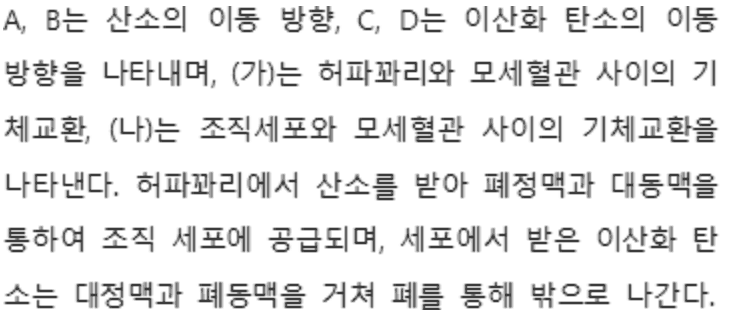 A, B는 산소의 이동 방향, C, D는 이산화 탄소의 이동
방향을 나타내며, (가)는 허파꽈리와 모세혈관 사이의 기
체교환, (나)는 조직세포와 모세혈관 사이의 기체교환을
나타낸다. 허파꽈리에서 산소를 받아 폐정맥과 대동맥을
통하여 조직 세포에 공급되며, 세포에서 받은 이산화 탄
소는 대정맥과 폐동맥을 거쳐 폐를 통해 밖으로 나간다.